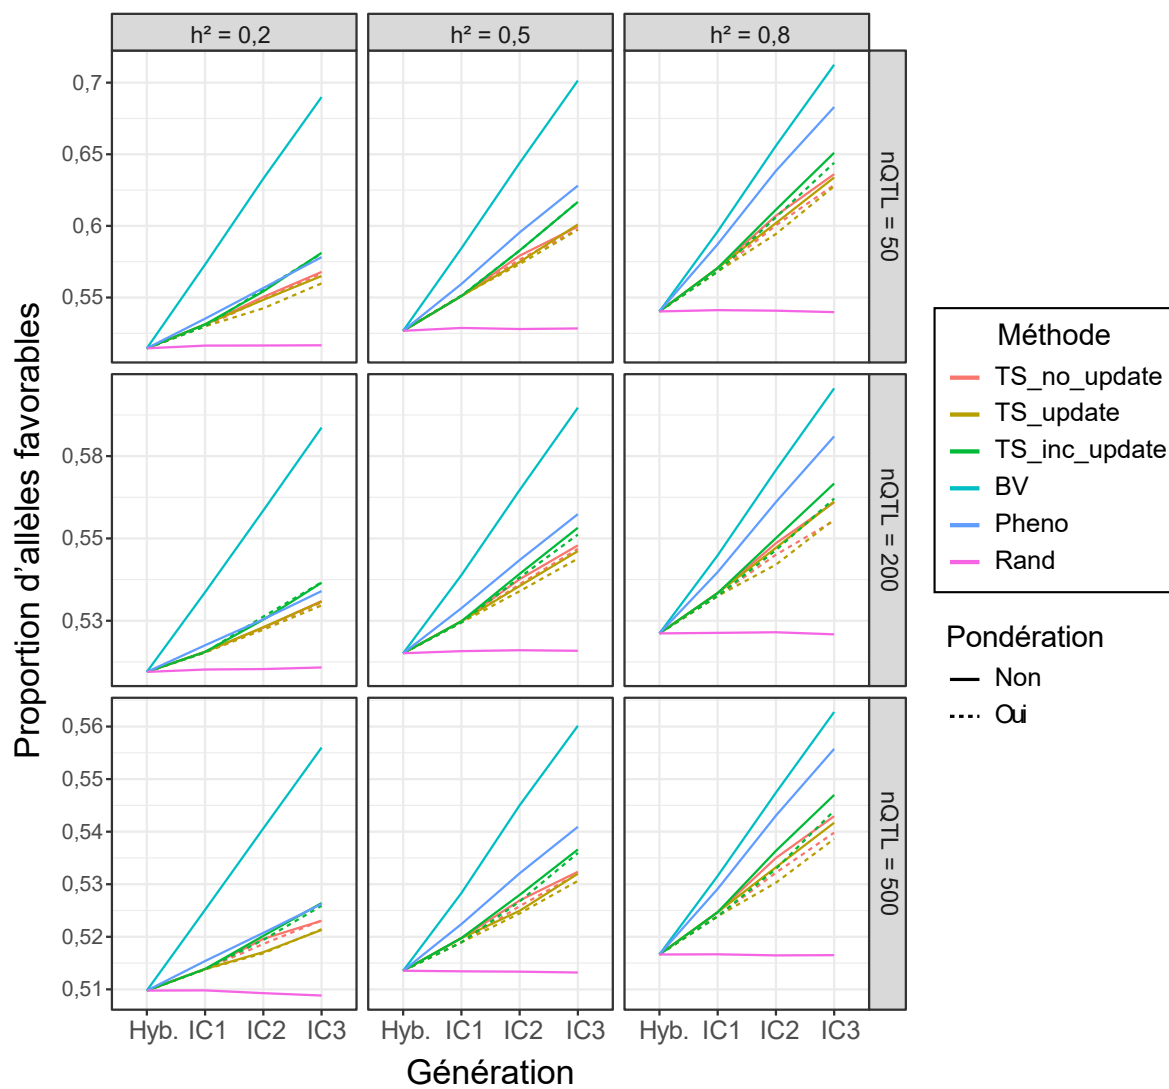 h² = 0,2
h² = 0,5
h² = 0,8
Proportion d'allèles favorables
0,7
0,65
0,6
0,55
nQTL = 50
0,58
0,55
0,53
nQTL = 200
0,56
0,55
0,54
0,53
0,52
0,51
nQTL = 500
Hyb. IC1 IC2 IC3
Hyb. IC1 IC2 IC3
Hyb. IC1 IC2 IC3
Génération
Méthode
TS_no_update
TS_update
TS_inc_update
BV
Pheno
Rand
Pondération
Non
Oui